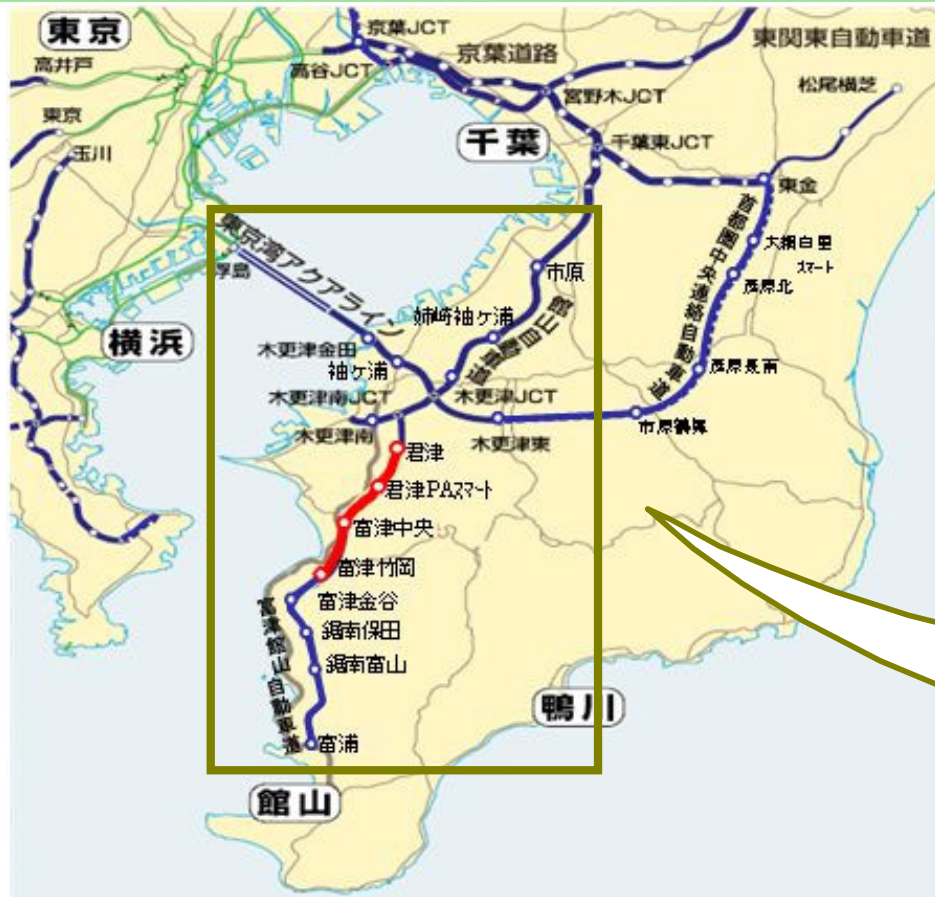 東京
京葉JCT
京葉道路
東関東自動車道
高井戸
高谷JCT
松尾横芝
宮野木JCT
東京
玉川
千葉
千葉東JCT
東金
首都圏中央連絡自動車道
大網白里
スマート
東京湾アクアライン
浮島
市原
茂原北
館山自動車道
姉崎袖ケ浦
横浜
木更津金田
袖ケ浦
茂原長南
木更津南JCT
木更津JCT
市原鶴舞
木更津南
木更津東
君津
君津PAスマート
富津中央
富津竹岡
富津金谷
富津館山自動車道
鋸南保田
鋸南富山
鴨川
富浦
館山